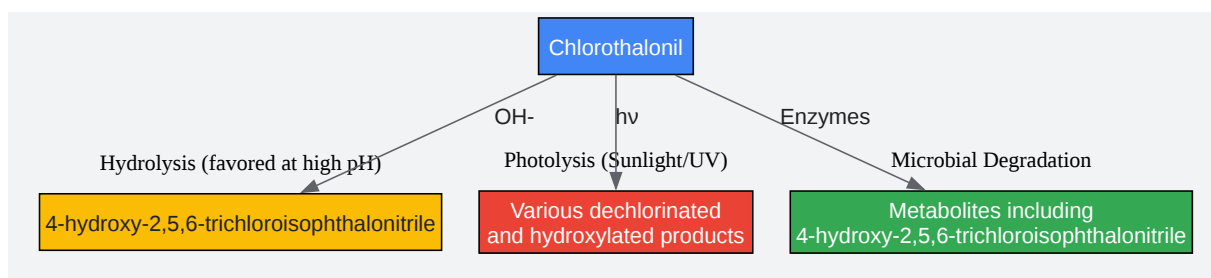 Chlorothalonil
OH-
hν
Enzymes
Hydrolysis (favored at high pH)
Photolysis (Sunlight/UV)
Microbial Degradation
4-hydroxy-2,5,6-trichloroisophthalonitrile
Various dechlorinated
and hydroxylated products
Metabolites including
4-hydroxy-2,5,6-trichloroisophthalonitrile